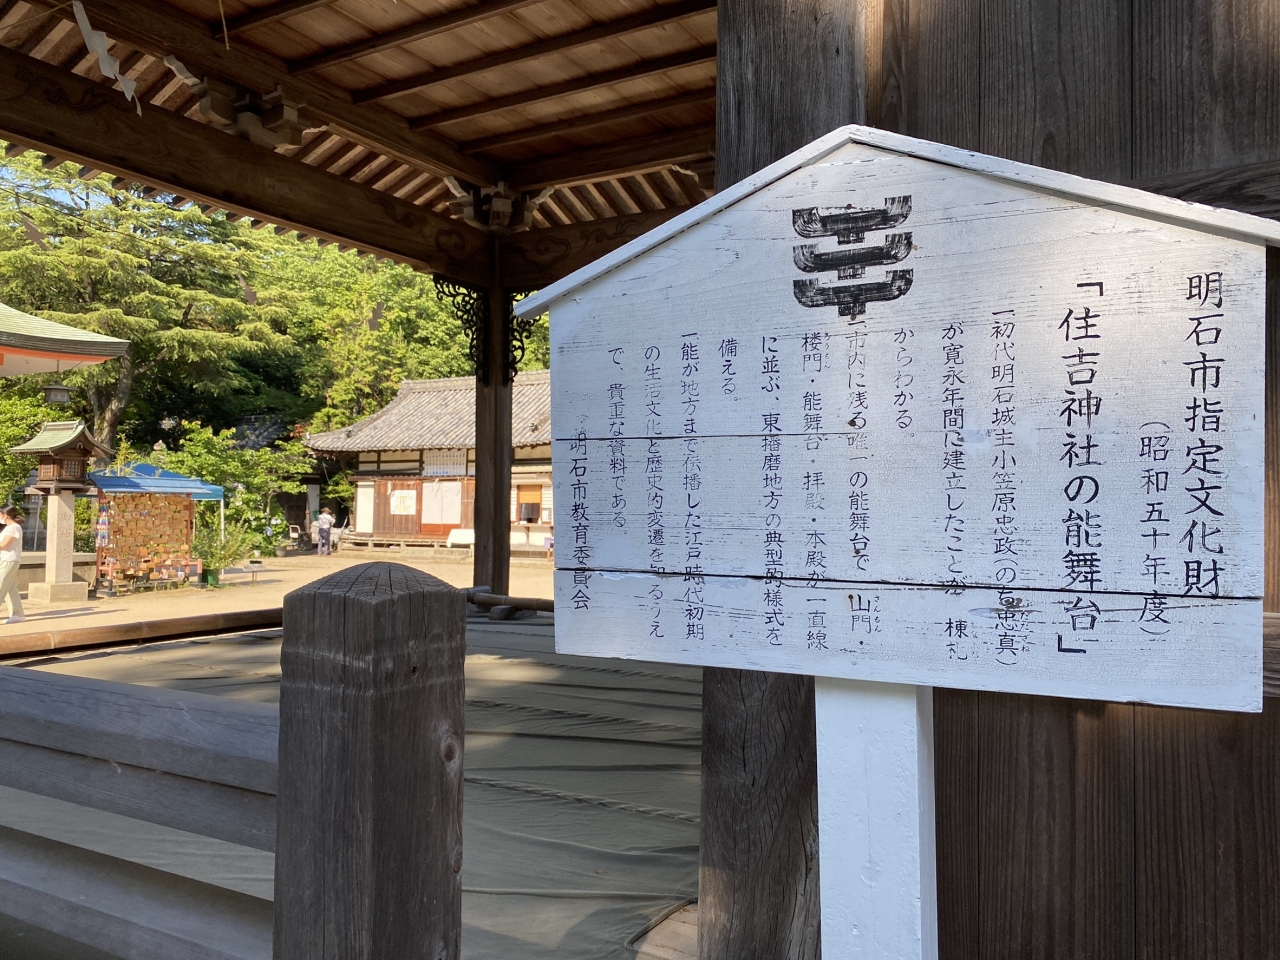 明石市指定文化財
（昭和五十年度）
「住吉神社の能舞台」
一初代明石城主小笠原忠政（のち忠真）
ただざね
が寛永年間に建立したことが 棟札
からわかる。
一市内に残る唯一の能舞台で 山門・
さんもん
楼門・能舞台・拝殿・本殿が一直線
に並ぶ、東播磨地方の典型的様式を
備える。
一能が地方まで伝播した江戸時代初期
の生活文化と歴史的変遷を知るうえ
で、貴重な資料である。
明石市教育委員会